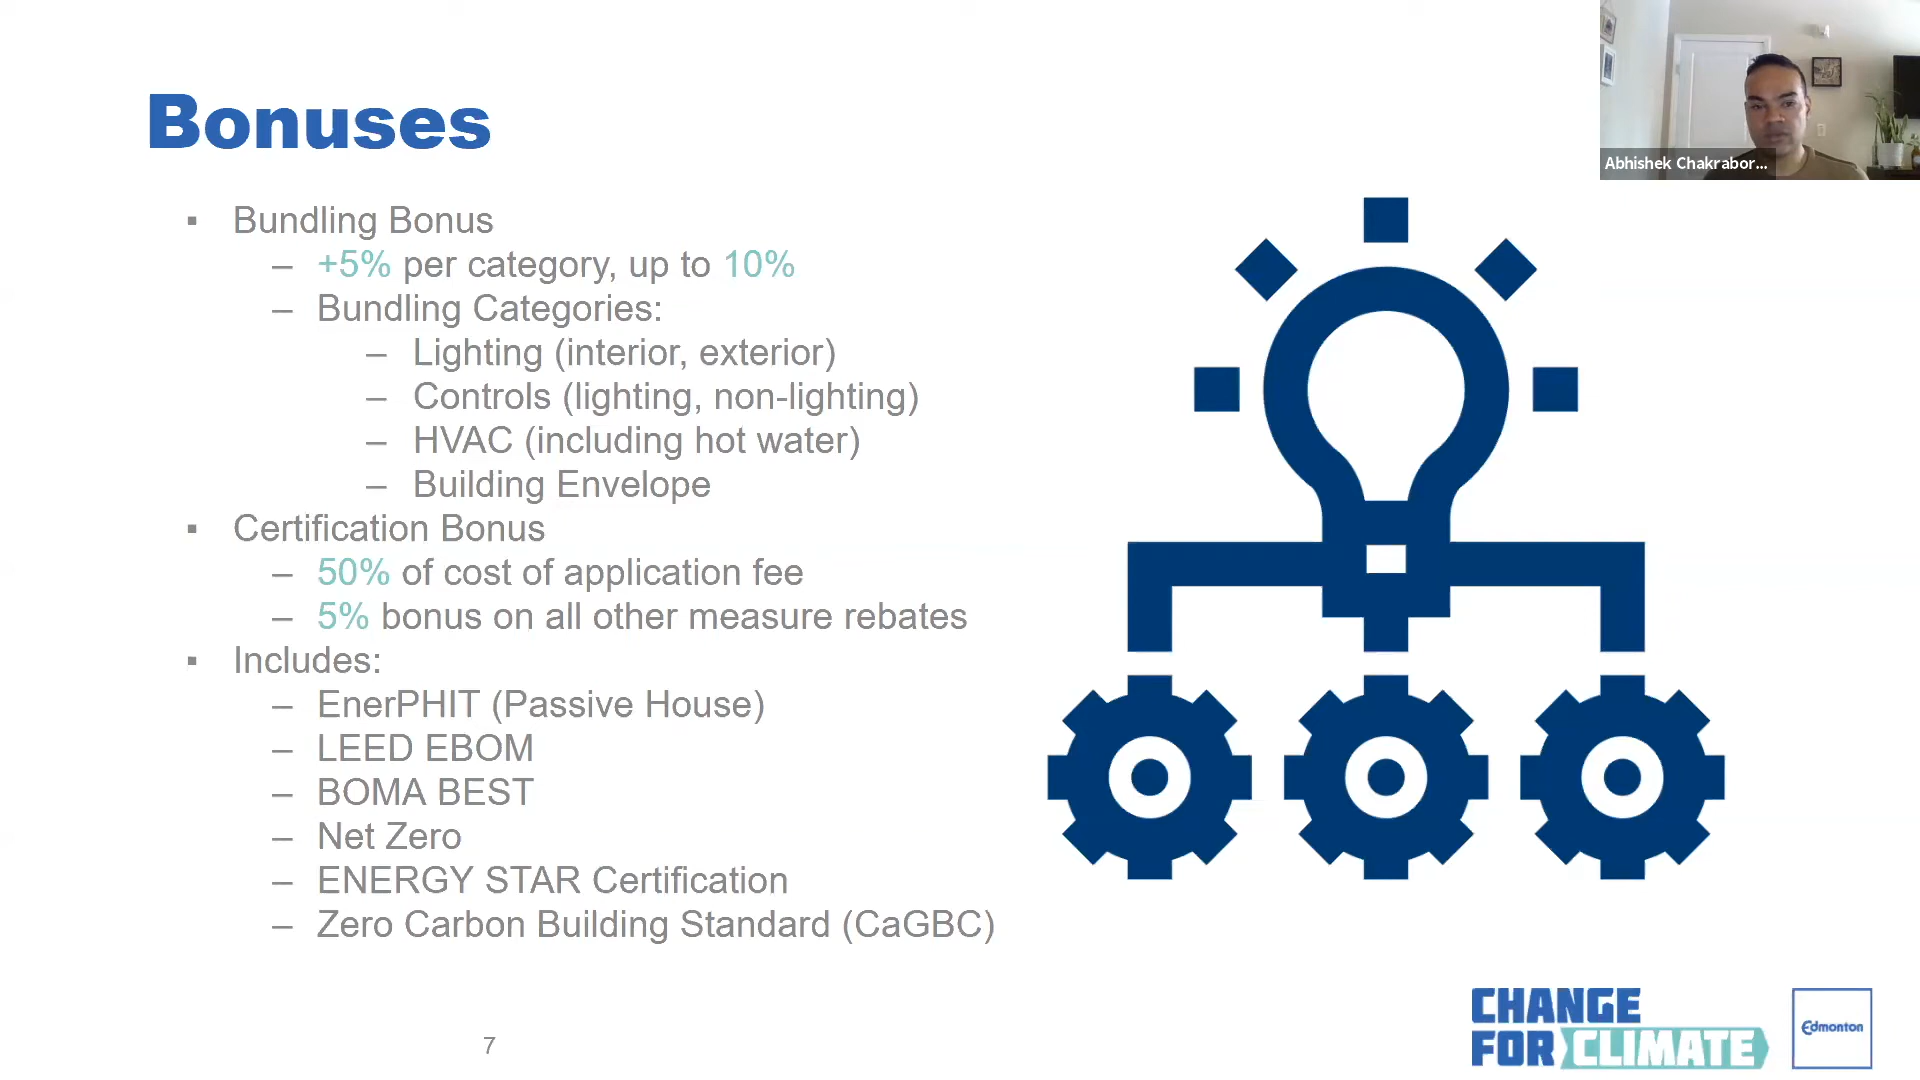 Bonuses
Abhishek Chakrabor...
▪ Bundling Bonus
– +5% per category, up to 10%
– Bundling Categories:
– Lighting (interior, exterior)
– Controls (lighting, non-lighting)
– HVAC (including hot water)
– Building Envelope
▪ Certification Bonus
– 50% of cost of application fee
– 5% bonus on all other measure rebates
▪ Includes:
– EnerPHIT (Passive House)
– LEED EBOM
– BOMA BEST
– Net Zero
– ENERGY STAR Certification
– Zero Carbon Building Standard (CaGBC)
7
CHANGE
FOR CLIMATE
Edmonton